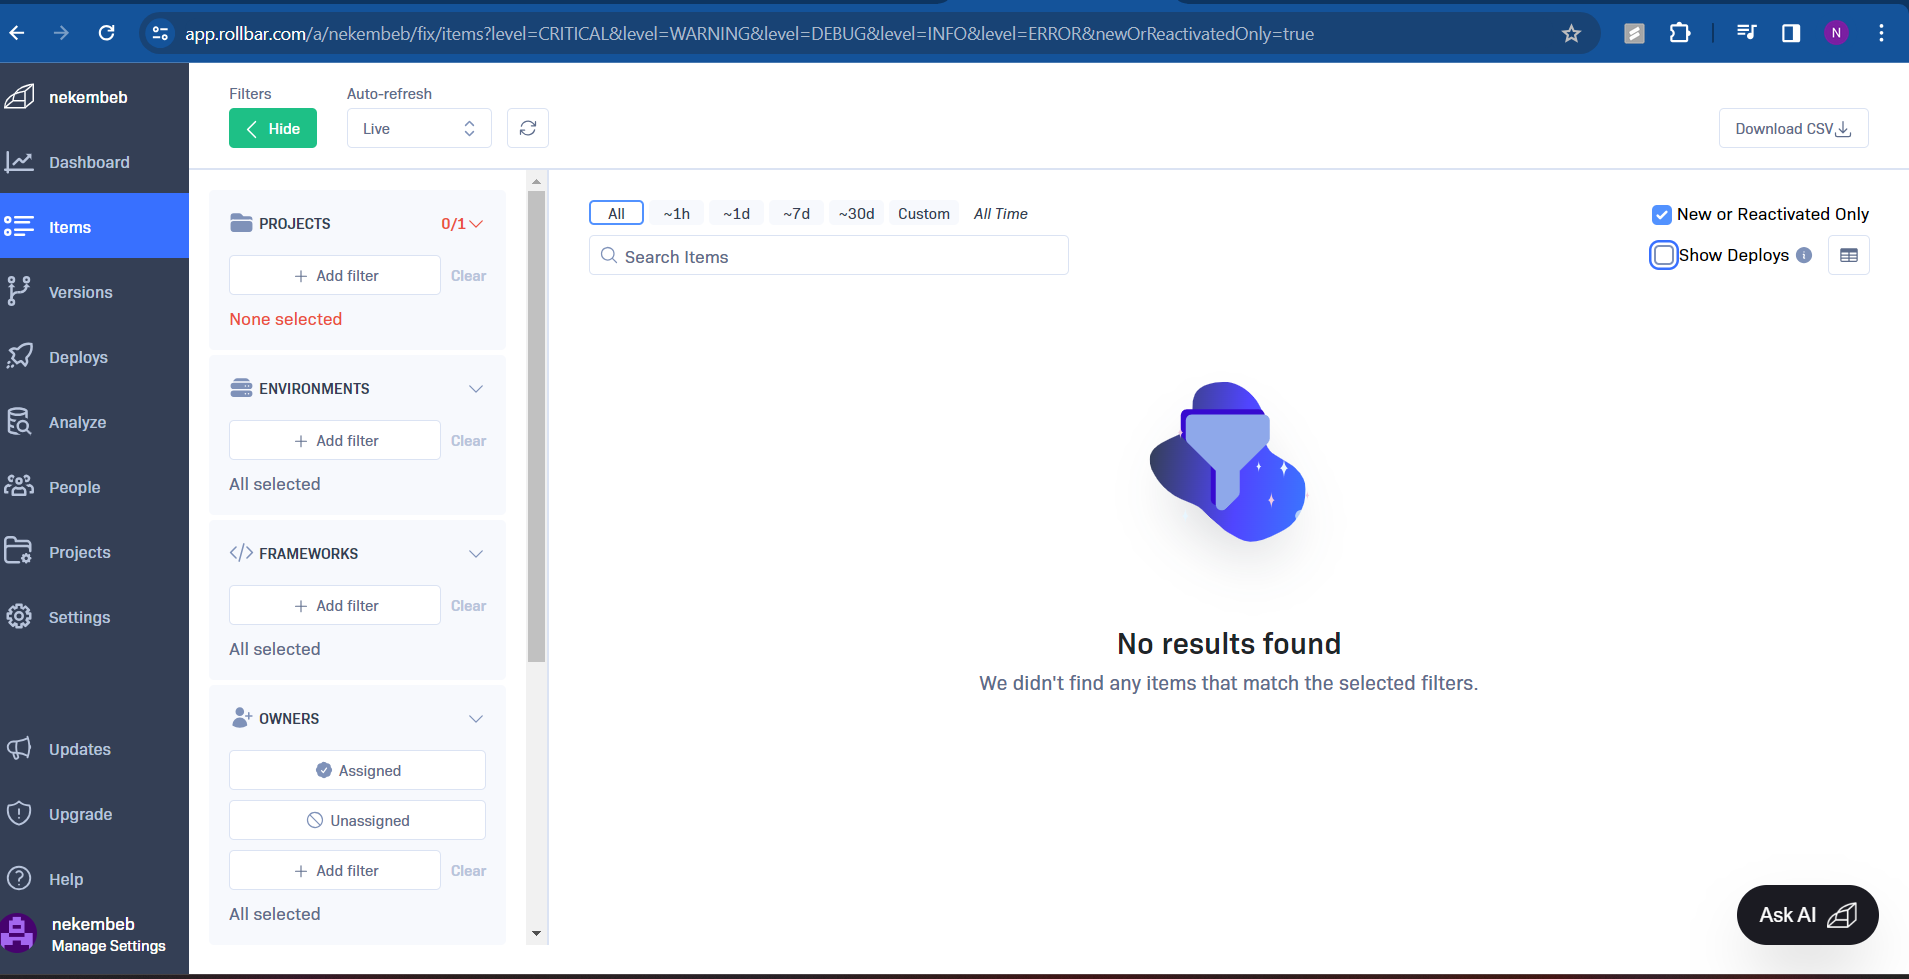 app.rollbar.com/a/nekembeb/fix/items?level=CRITICAL&level=WARNING&level=DEBUG&level=INFO&level=ERROR&newOrReactivatedOnly=true
N
nekembeb
Dashboard
Items
Versions
Deploys
Analyze
People
Projects
Settings
Updates
Upgrade
Help
nekembeb
Manage Settings
Filters
Auto-refresh
Hide
Live
Download CSV
PROJECTS 0/1
Add filter Clear
None selected
ENVIRONMENTS
Add filter Clear
All selected
FRAMEWORKS
Add filter Clear
All selected
OWNERS
Assigned
Unassigned
Add filter Clear
All selected
All ~1h ~1d ~7d ~30d Custom All Time
Search Items
New or Reactivated Only
Show Deploys
No results found
We didn't find any items that match the selected filters.
Ask AI